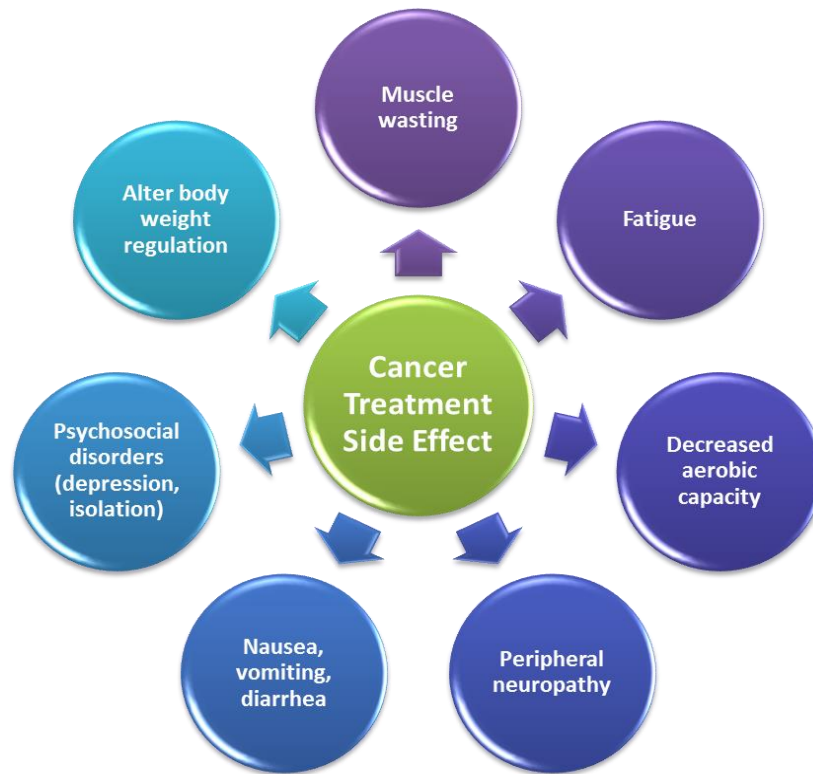 Muscle
wasting
Fatigue
Decreased
aerobic
capacity
Peripheral
neuropathy
Nausea,
vomiting,
diarrhea
Psychosocial
disorders
(depression,
isolation)
Alter body
weight
regulation
Cancer
Treatment
Side Effect